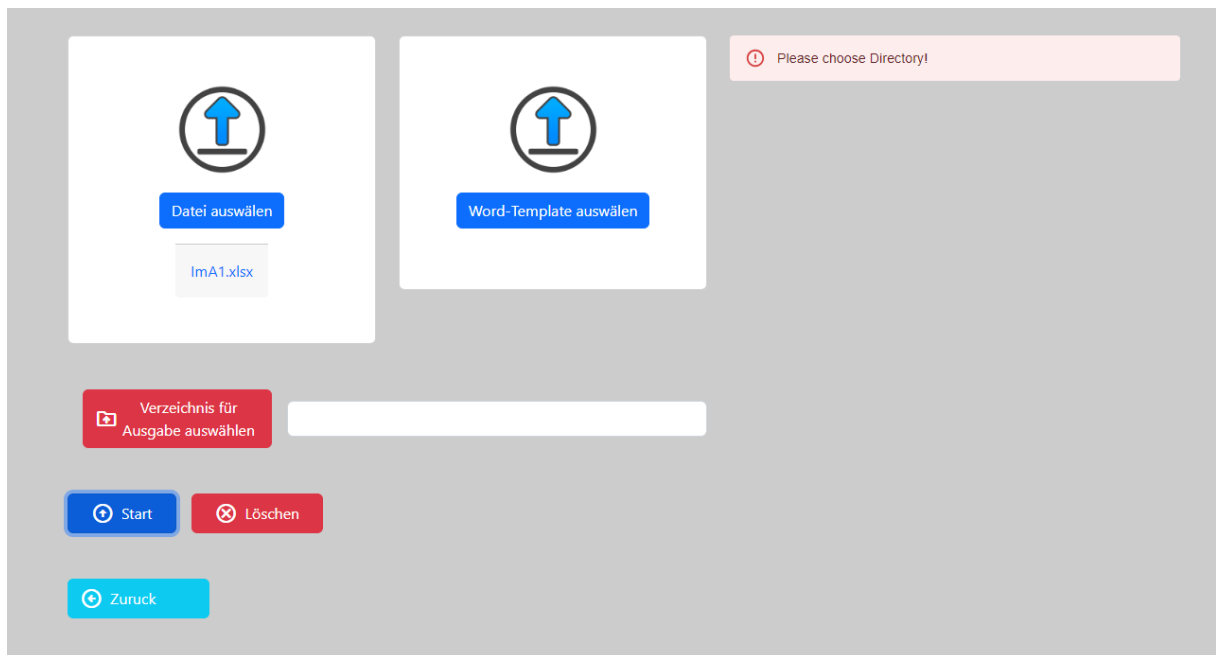 Please choose Directory!
Datei auswälen
Word-Template auswälen
ImA1.xlsx
Verzeichnis für
Ausgabe auswählen
Start
Löschen
Zuruck